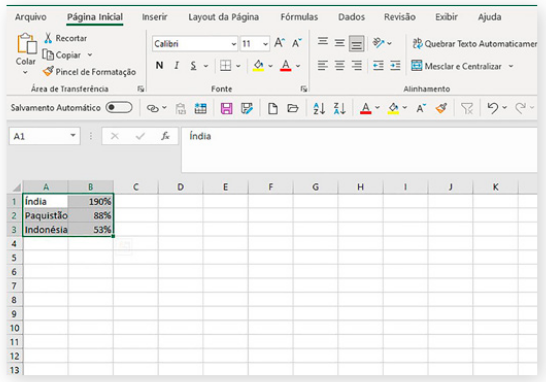 Arquivo Página Inicial Inserir Layout da Página Fórmulas Dados Revisão Exibir Ajuda
Recortar
Copiar
Pincel de Formatação
Colar
Área de Transferência
Calibri 11 A A
N I S A
Fonte
Quebrar Texto Automaticamer
Mesclar e Centralizar
Alinhamento
Salvamento Automático
A1 fx Índia
A B C D E F G H I J K
1 Índia 190%
2 Paquistão 88%
3 Indonésia 53%
4
5
6
7
8
9
10
11
12
13